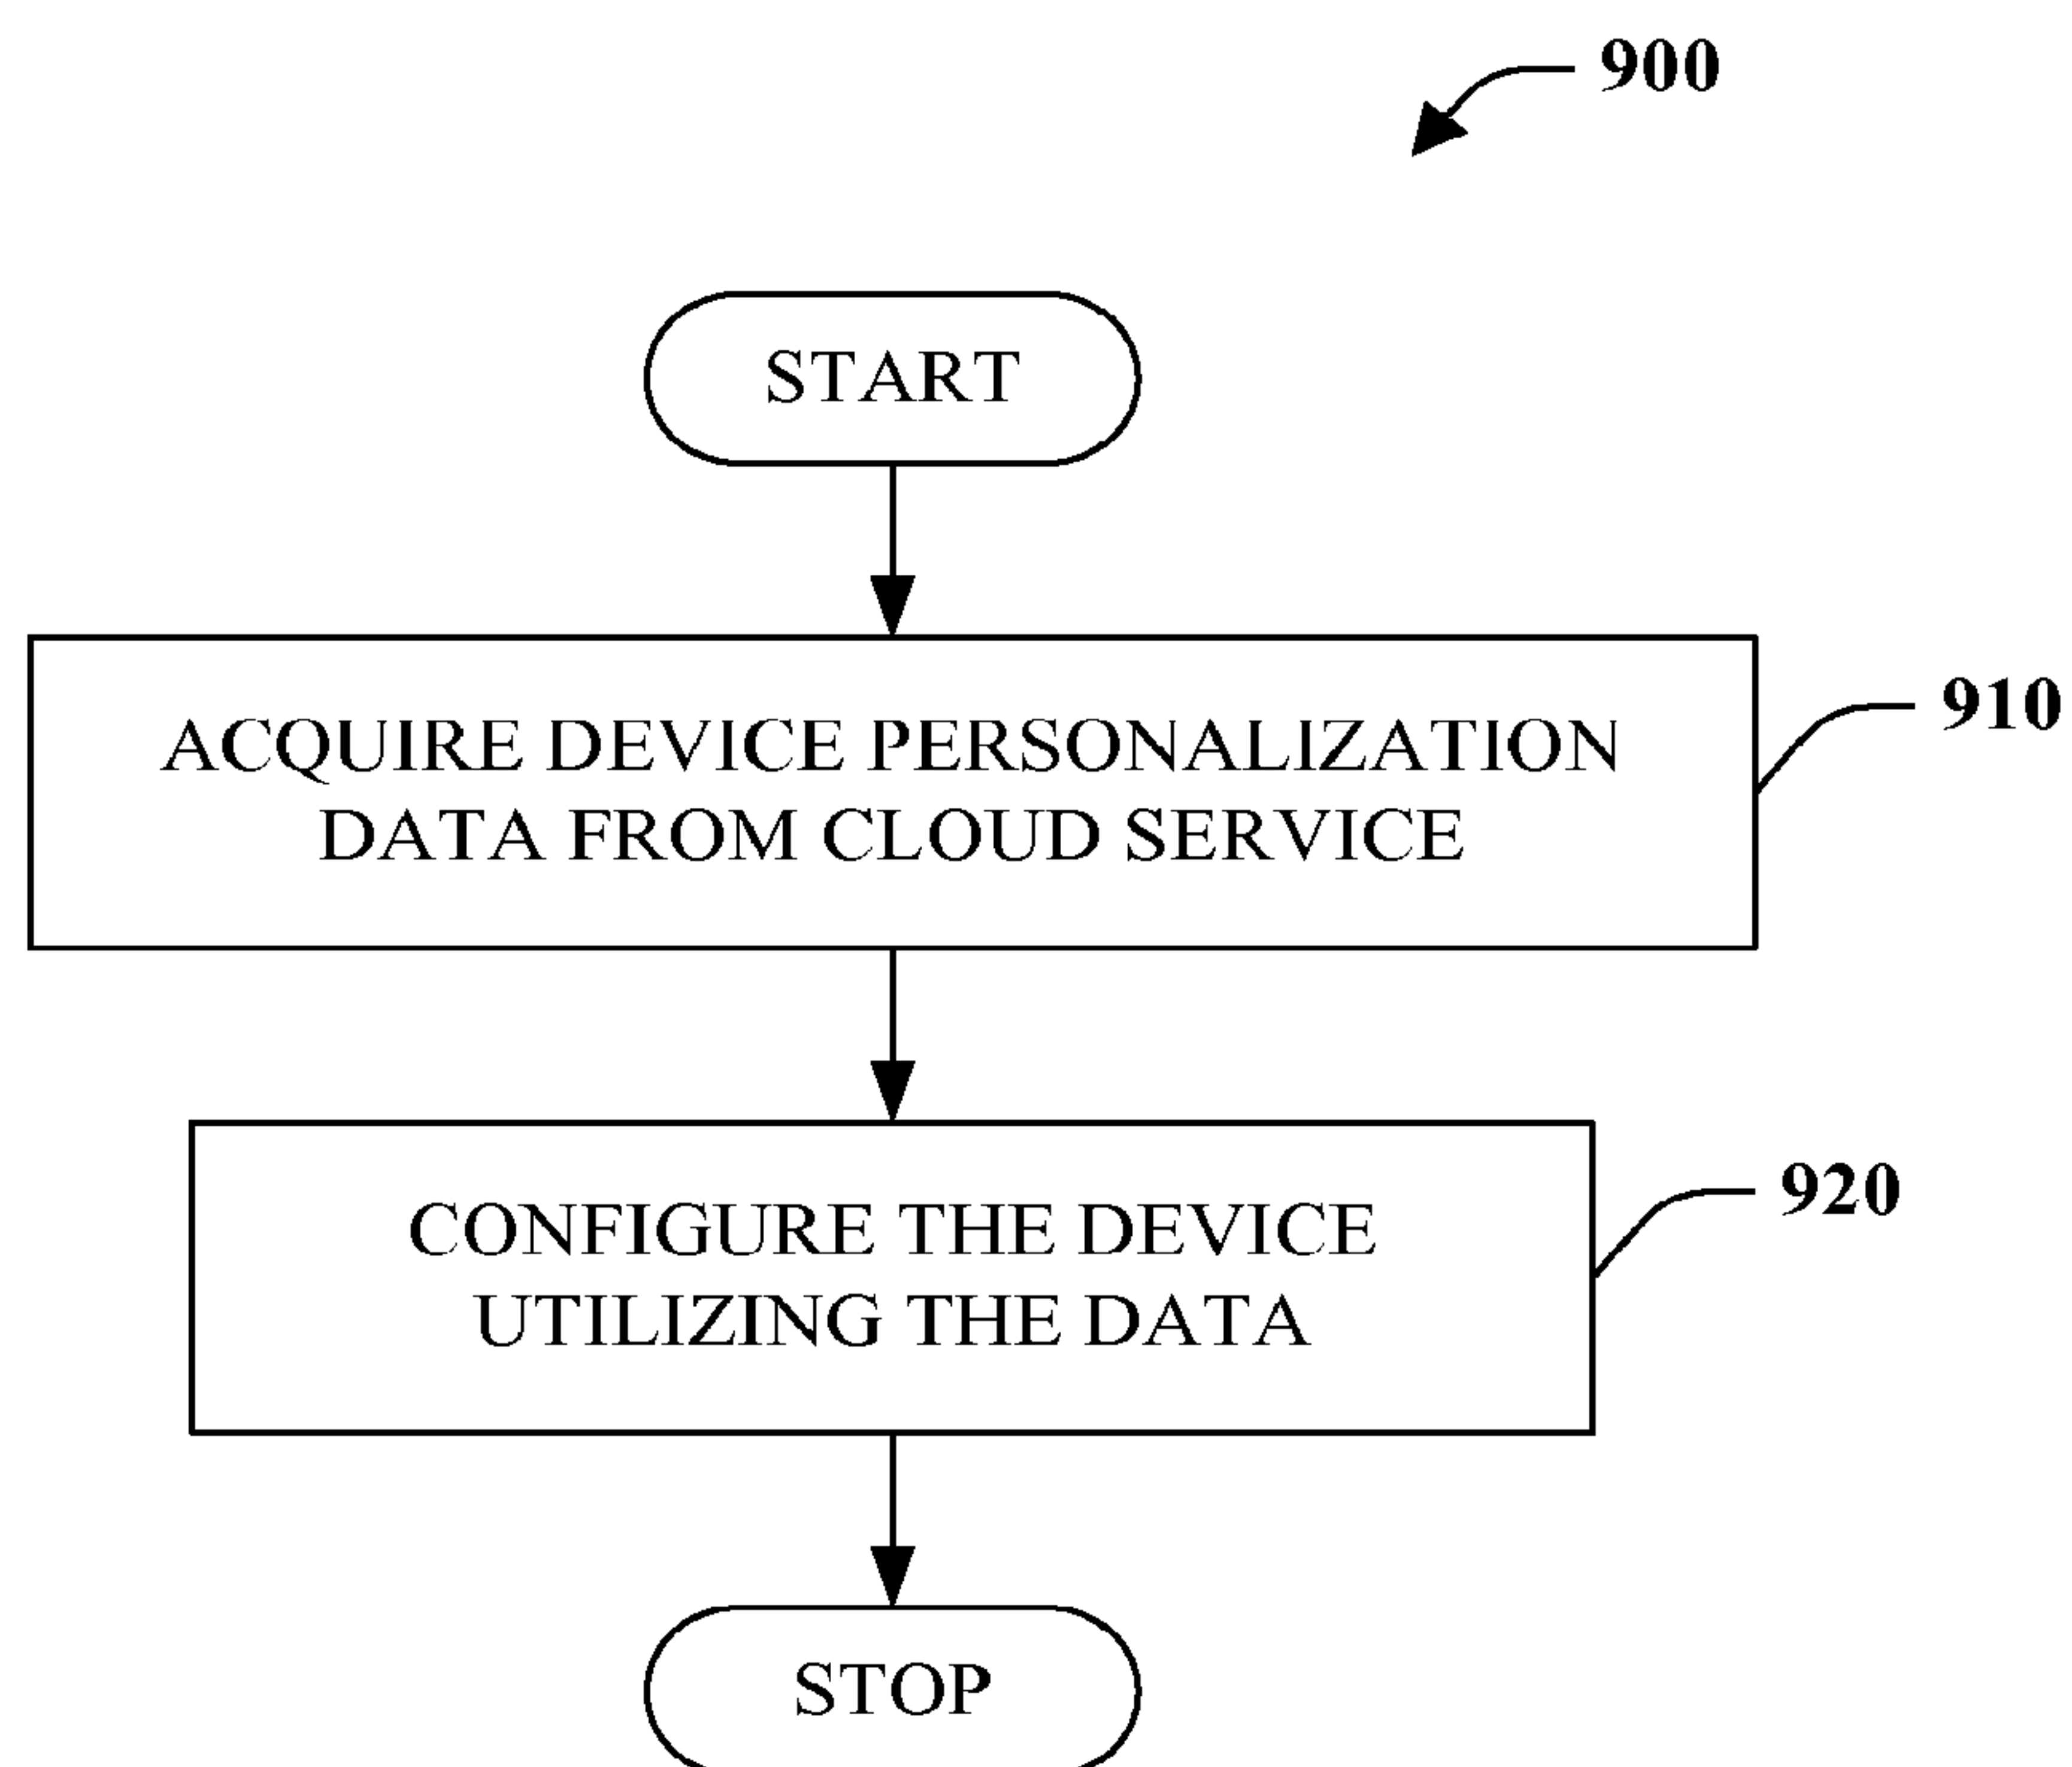 900
START
ACQUIRE DEVICE PERSONALIZATION
DATA FROM CLOUD SERVICE
910
CONFIGURE THE DEVICE
UTILIZING THE DATA
920
STOP